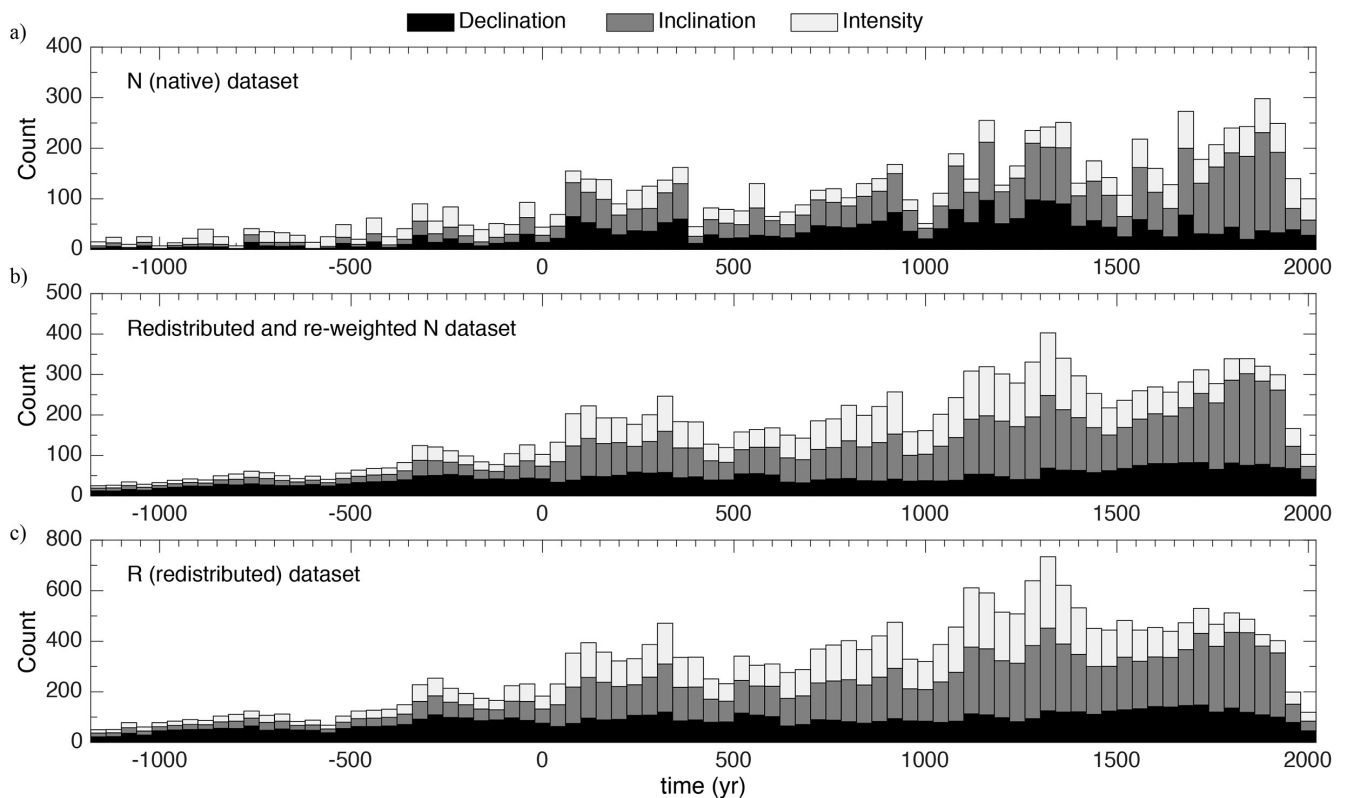 Declination Inclination Intensity
a)
400
300
200
100
0
Count
N (native) dataset
-1000 -500 0 500 1000 1500 2000
b)
500
400
300
200
100
0
Count
Redistributed and re-weighted N dataset
-1000 -500 0 500 1000 1500 2000
c)
800
600
400
200
0
Count
R (redistributed) dataset
-1000 -500 0 500 1000 1500 2000
time (yr)